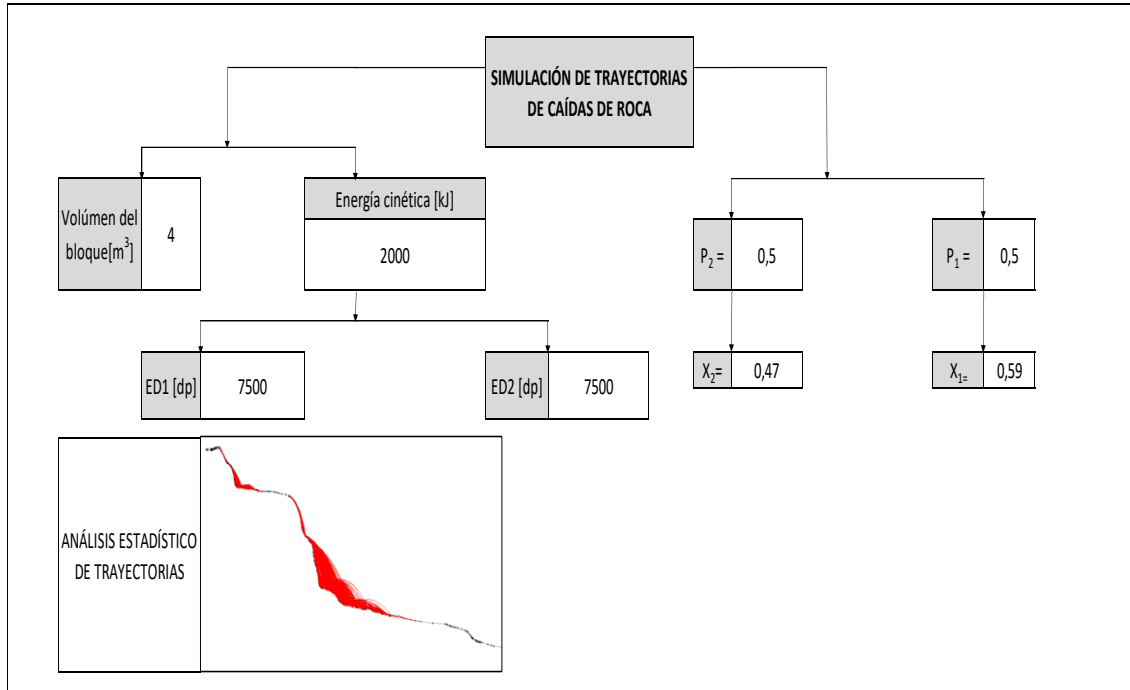 SIMULACIÓN DE TRAYECTORIAS
DE CAÍDAS DE ROCA
Volúmen del
bloque[m³]
4
Energía cinética [kJ]
2000
P₂ =
0,5
P₁ =
0,5
ED1 [dp]
7500
ED2 [dp]
7500
X₂=
0,47
X₁=
0,59
ANÁLISIS ESTADÍSTICO
DE TRAYECTORIAS